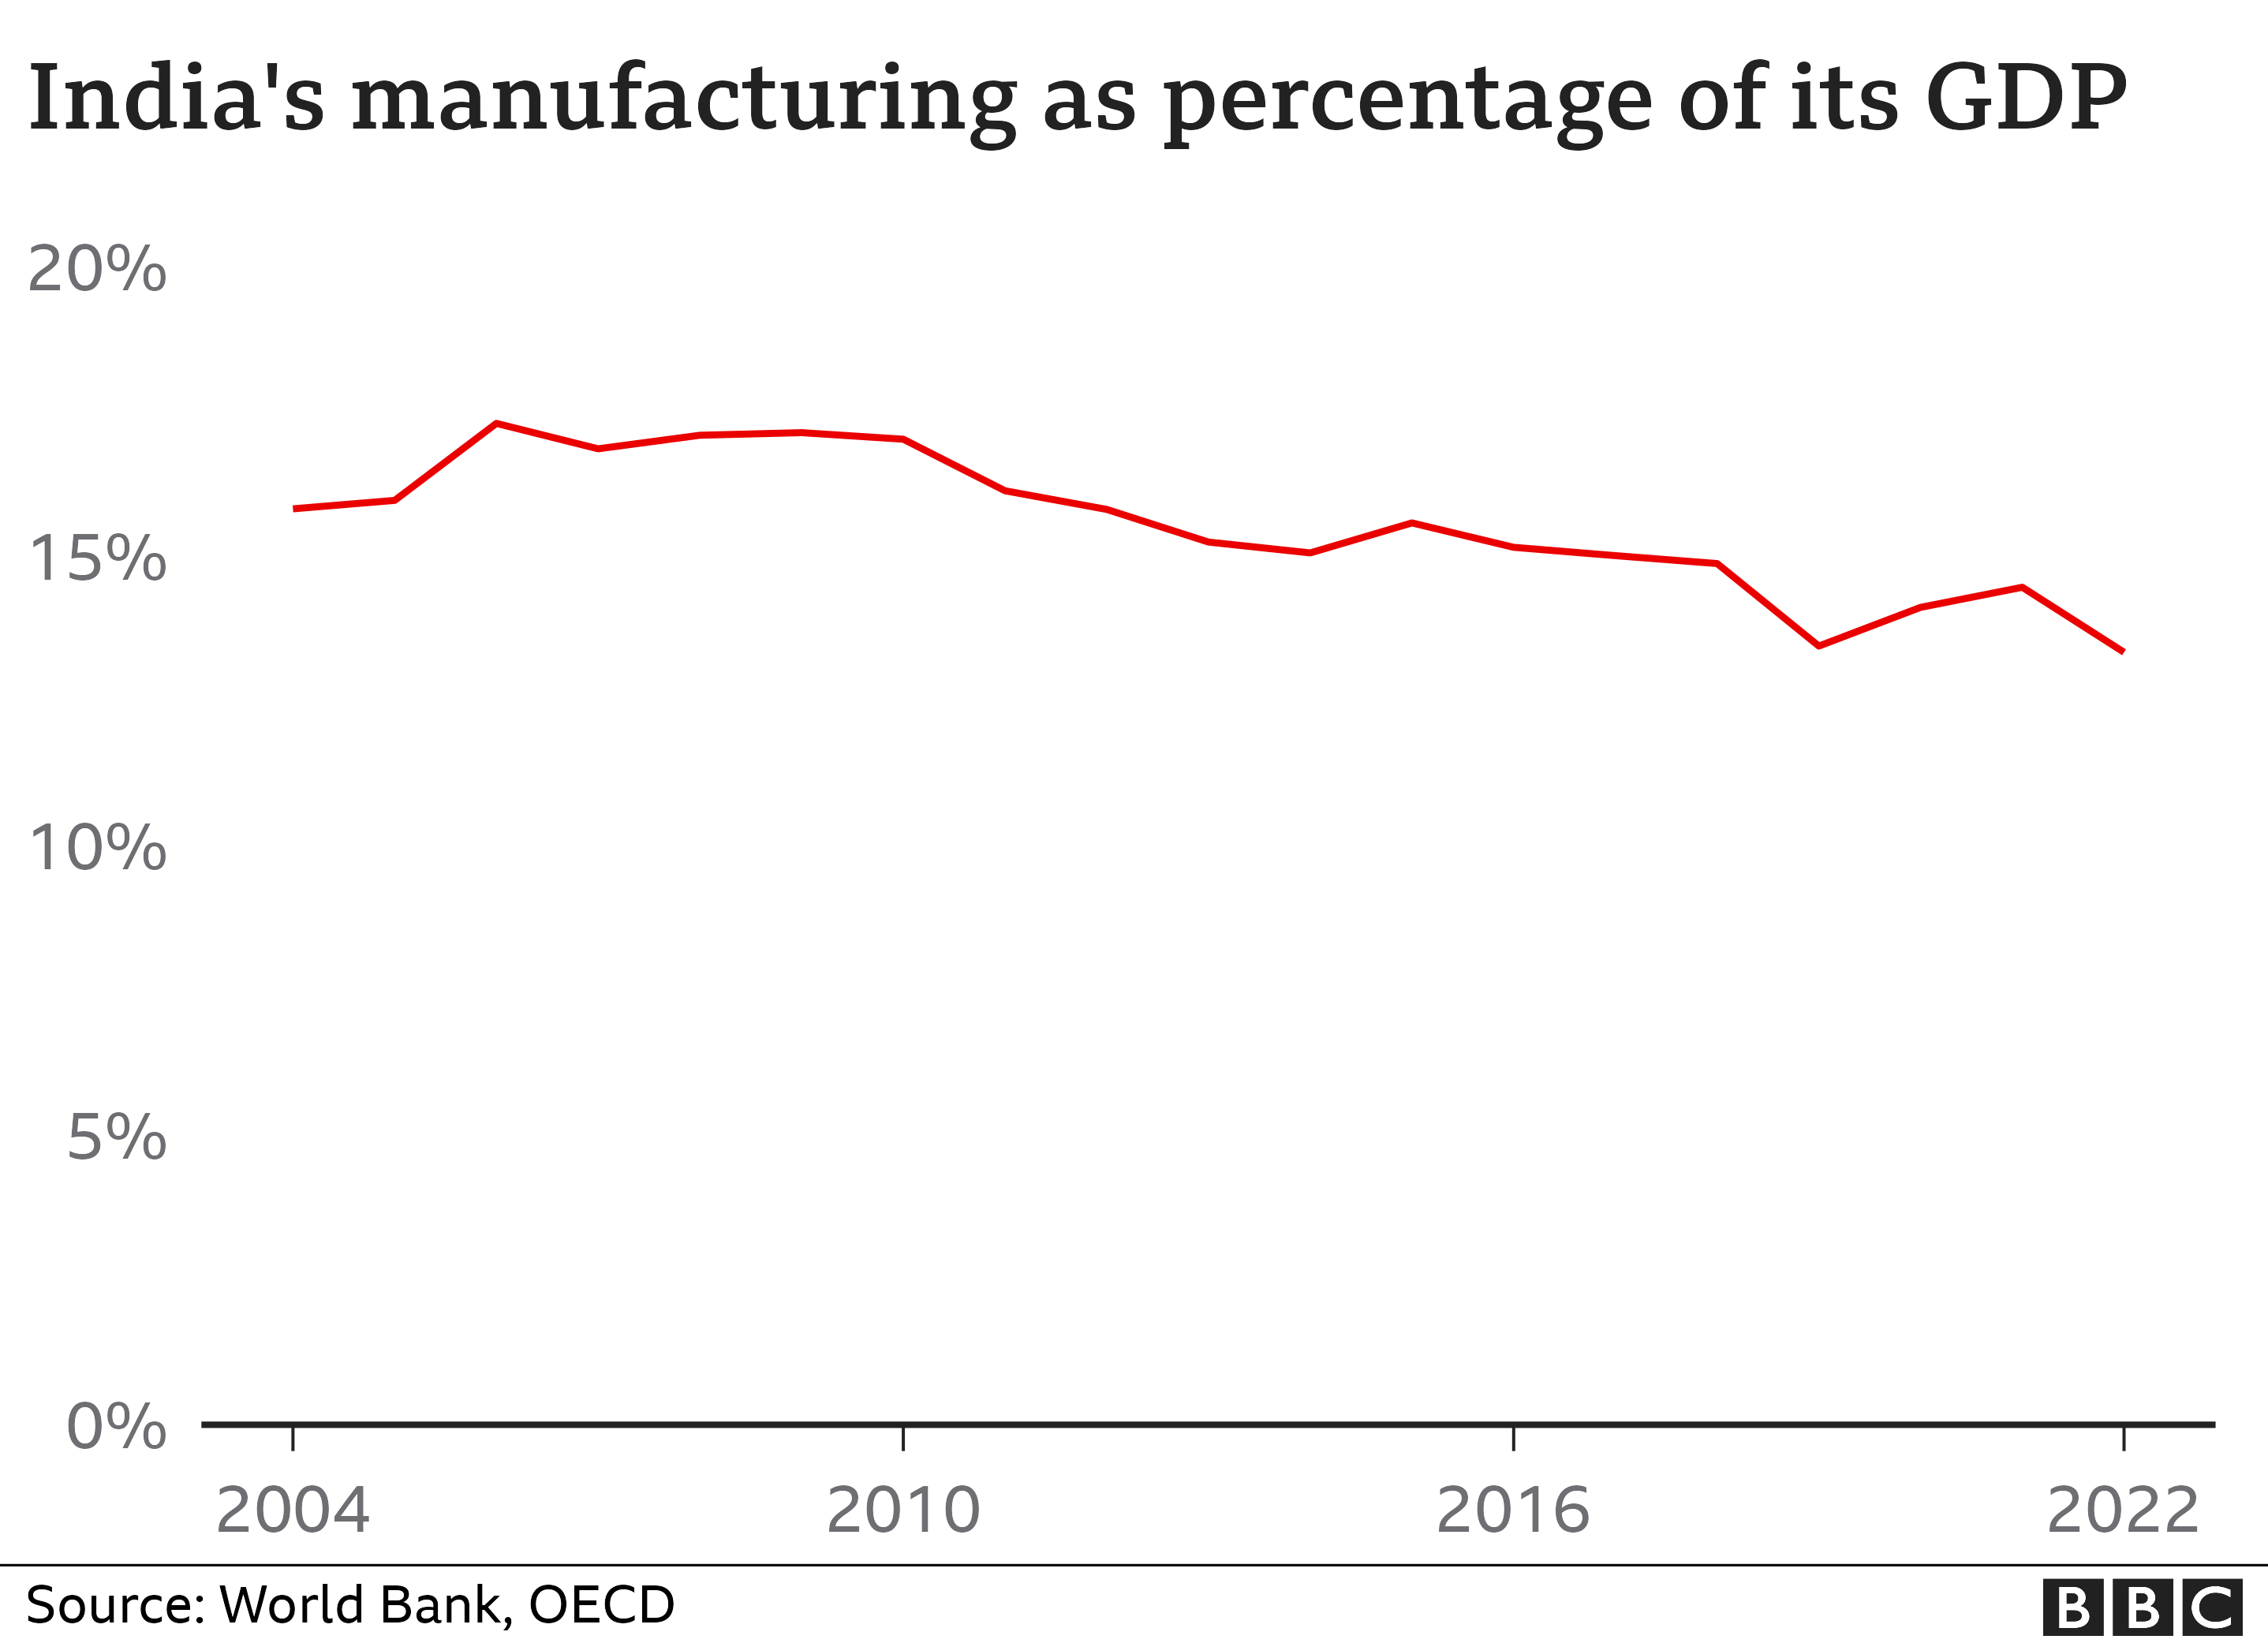 India's manufacturing as percentage of its GDP
20%
15%
10%
5%
0%
2004 2010 2016 2022
Source: World Bank, OECD
BBC